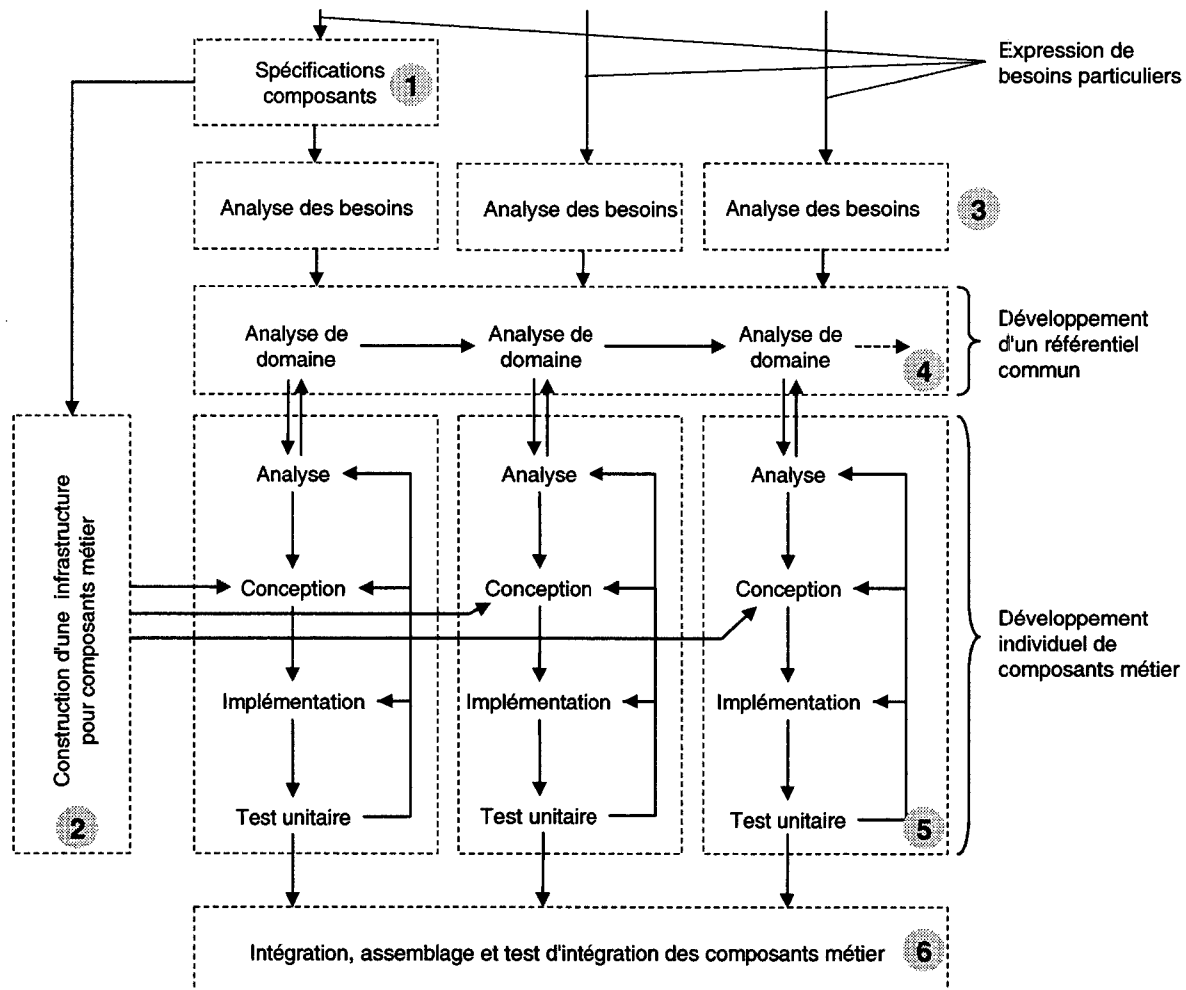 Expression de
besoins particuliers
Spécifications
composants
1
Analyse des besoins
Analyse des besoins
Analyse des besoins
3
Analyse de
domaine
Analyse de
domaine
Analyse de
domaine
4
Développement
d'un référentiel
commun
Construction d'une infrastructure
pour composants métier
2
Analyse
Conception
Implémentation
Test unitaire
Analyse
Conception
Implémentation
Test unitaire
Analyse
Conception
Implémentation
Test unitaire
5
Développement
individuel de
composants métier
Intégration, assemblage et test d'intégration des composants métier
6